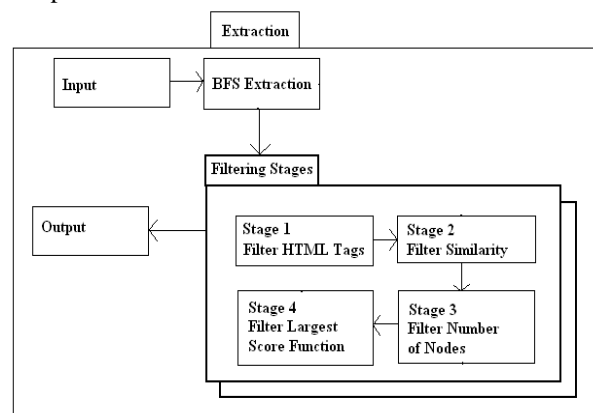 Extraction
Input
BFS Extraction
Filtering Stages
Output
Stage 1
Filter HTML Tags
Stage 2
Filter Similarity
Stage 4
Filter Largest
Score Function
Stage 3
Filter Number
of Nodes